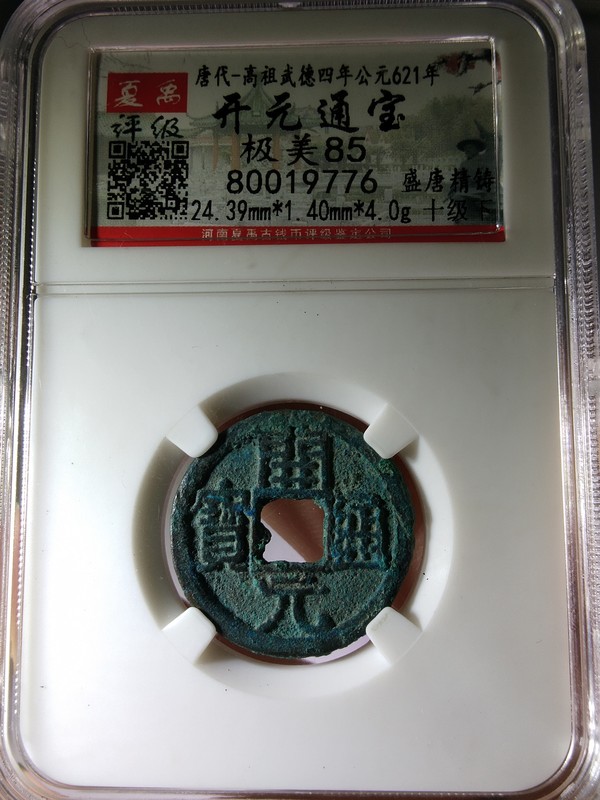 夏禹
评级
唐代-高祖武德四年公元621年
开元通宝
极美85
80019776 盛唐精铸
24.39mm*1.40mm*4.0g 十级下
河南夏禹古钱币评级鉴定公司
開
寶 通
元